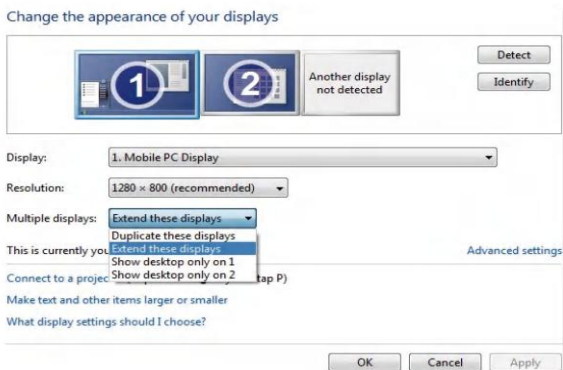 Change the appearance of your displays
1
2
Another display
not detected
Detect
Identify
Display:
1. Mobile PC Display
Resolution:
1280 × 800 (recommended)
Multiple displays:
Extend these displays
Duplicate these displays
This is currently you
Extend these displays
Advanced settings
Show desktop only on 1
Connect to a projec
Show desktop only on 2
tap P)
Make text and other items larger or smaller
What display settings should I choose?
OK
Cancel
Apply